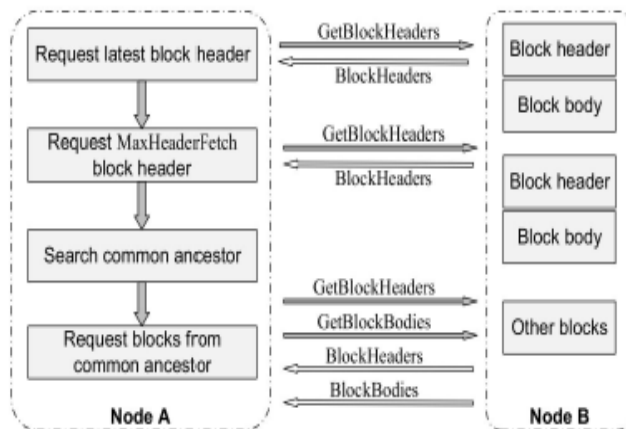 Request latest block header
Request MaxHeaderFetch
block header
Search common ancestor
Request blocks from
common ancestor
Node A
GetBlockHeaders
BlockHeaders
GetBlockHeaders
BlockHeaders
GetBlockHeaders
GetBlockBodies
BlockHeaders
BlockBodies
Block header
Block body
Block header
Block body
Other blocks
Node B